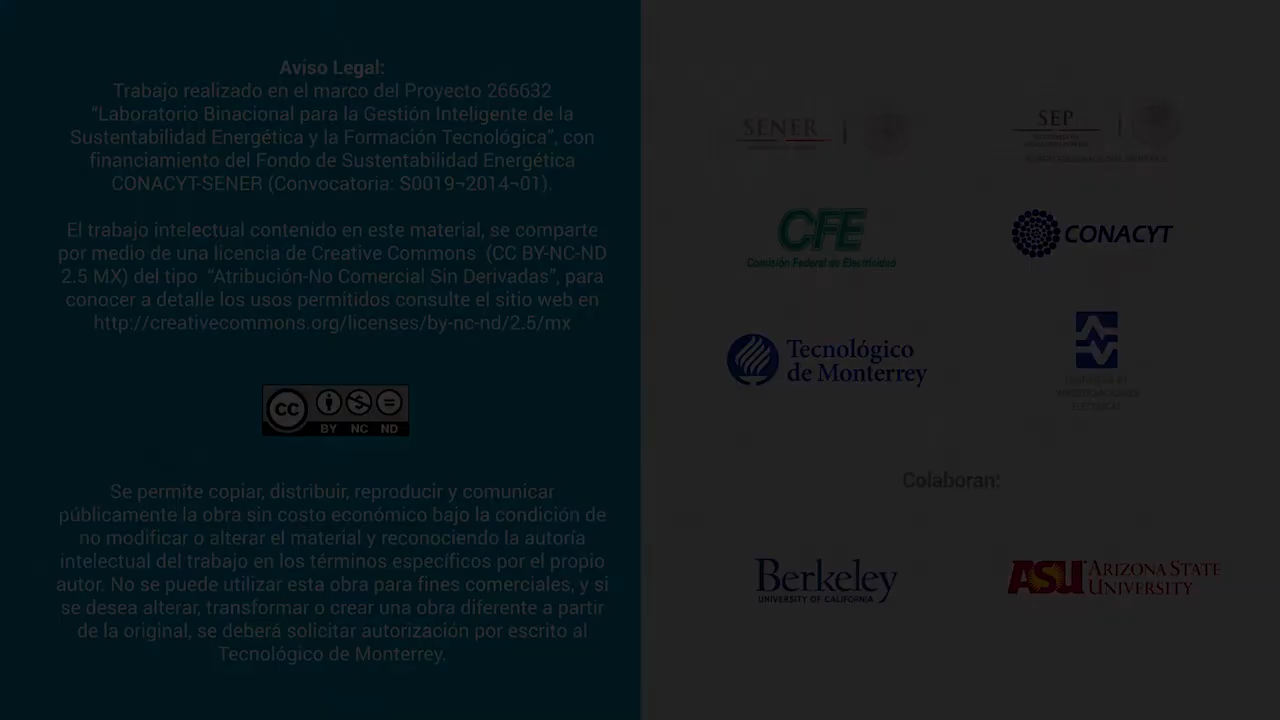 Aviso Legal:
Trabajo realizado en el marco del Proyecto 266632
“Laboratorio Binacional para la Gestión Inteligente de la
Sustentabilidad Energética y la Formación Tecnológica”, con
financiamiento del Fondo de Sustentabilidad Energética
CONACYT-SENER (Convocatoria: S0019¬2014¬01).
El trabajo intelectual contenido en este material, se comparte
por medio de una licencia de Creative Commons (CC BY-NC-ND
2.5 MX) del tipo “Atribución-No Comercial Sin Derivadas”, para
conocer a detalle los usos permitidos consulte el sitio web en
http://creativecommons.org/licenses/by-nc-nd/2.5/mx
CC
BY NC ND
Se permite copiar, distribuir, reproducir y comunicar
públicamente la obra sin costo económico bajo la condición de
no modificar o alterar el material y reconociendo la autoría
intelectual del trabajo en los términos específicos por el propio
autor. No se puede utilizar esta obra para fines comerciales, y si
se desea alterar, transformar o crear una obra diferente a partir
de la original, se deberá solicitar autorización por escrito al
Tecnológico de Monterrey.
SENER
SEP
CFE
Comisión Federal de Electricidad
CONACYT
Tecnológico
de Monterrey
Colaboran:
Berkeley
UNIVERSITY OF CALIFORNIA
ASU ARIZONA STATE
UNIVERSITY